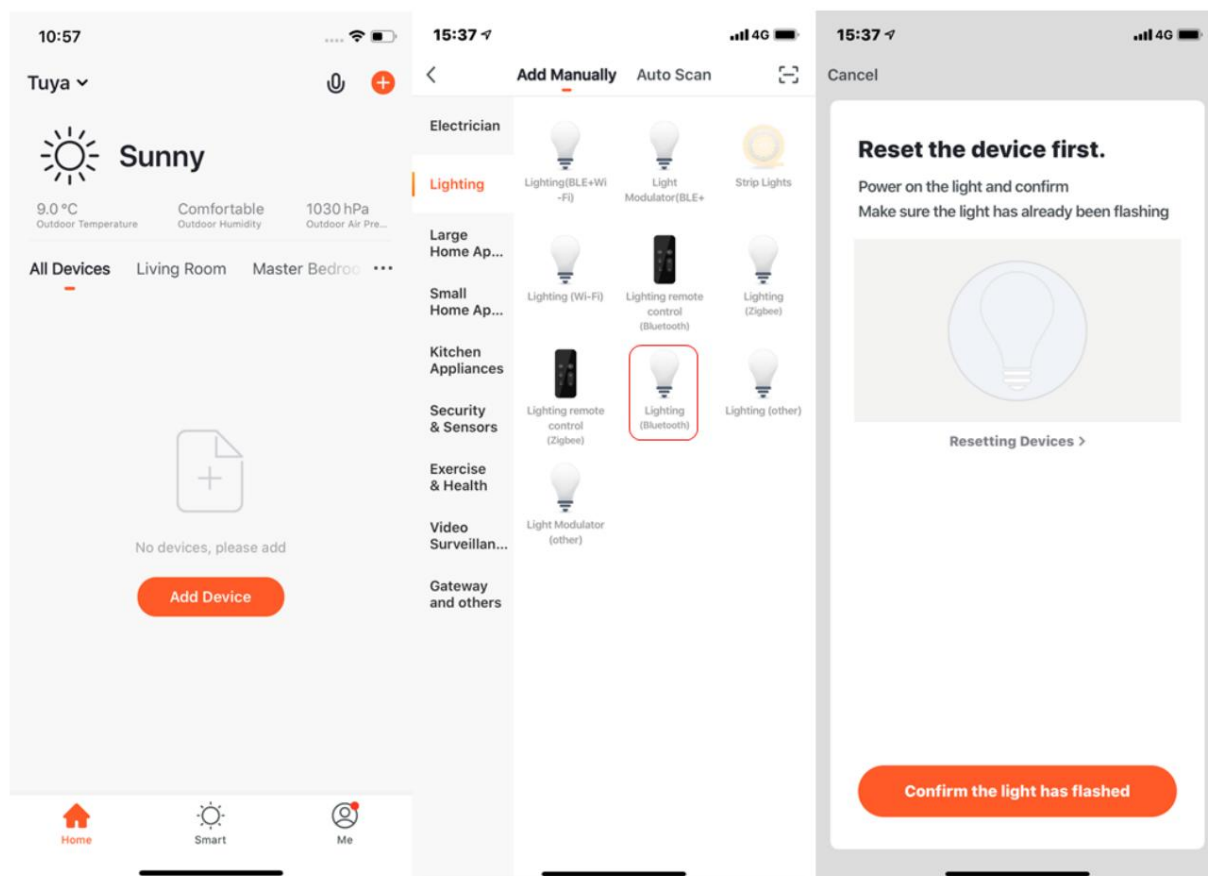 10:57
Tuya
Sunny
9.0 °C
Outdoor Temperature
Comfortable
Outdoor Humidity
1030 hPa
Outdoor Air Pre...
All Devices
Living Room
Master Bedroo
No devices, please add
Add Device
Home
Smart
Me
15:37
4G
Add Manually
Auto Scan
Electrician
Lighting
Large
Home Ap...
Small
Home Ap...
Kitchen
Appliances
Security
& Sensors
Exercise
& Health
Video
Surveillan...
Gateway
and others
Lighting(BLE+Wi
-Fi)
Light
Modulator(BLE+
Strip Lights
Lighting (Wi-Fi)
Lighting remote
control
(Bluetooth)
Lighting
(Zigbee)
Lighting remote
control
(Zigbee)
Lighting
(Bluetooth)
Lighting (other)
Light Modulator
(other)
15:37
4G
Cancel
Reset the device first.
Power on the light and confirm
Make sure the light has already been flashing
Resetting Devices >
Confirm the light has flashed